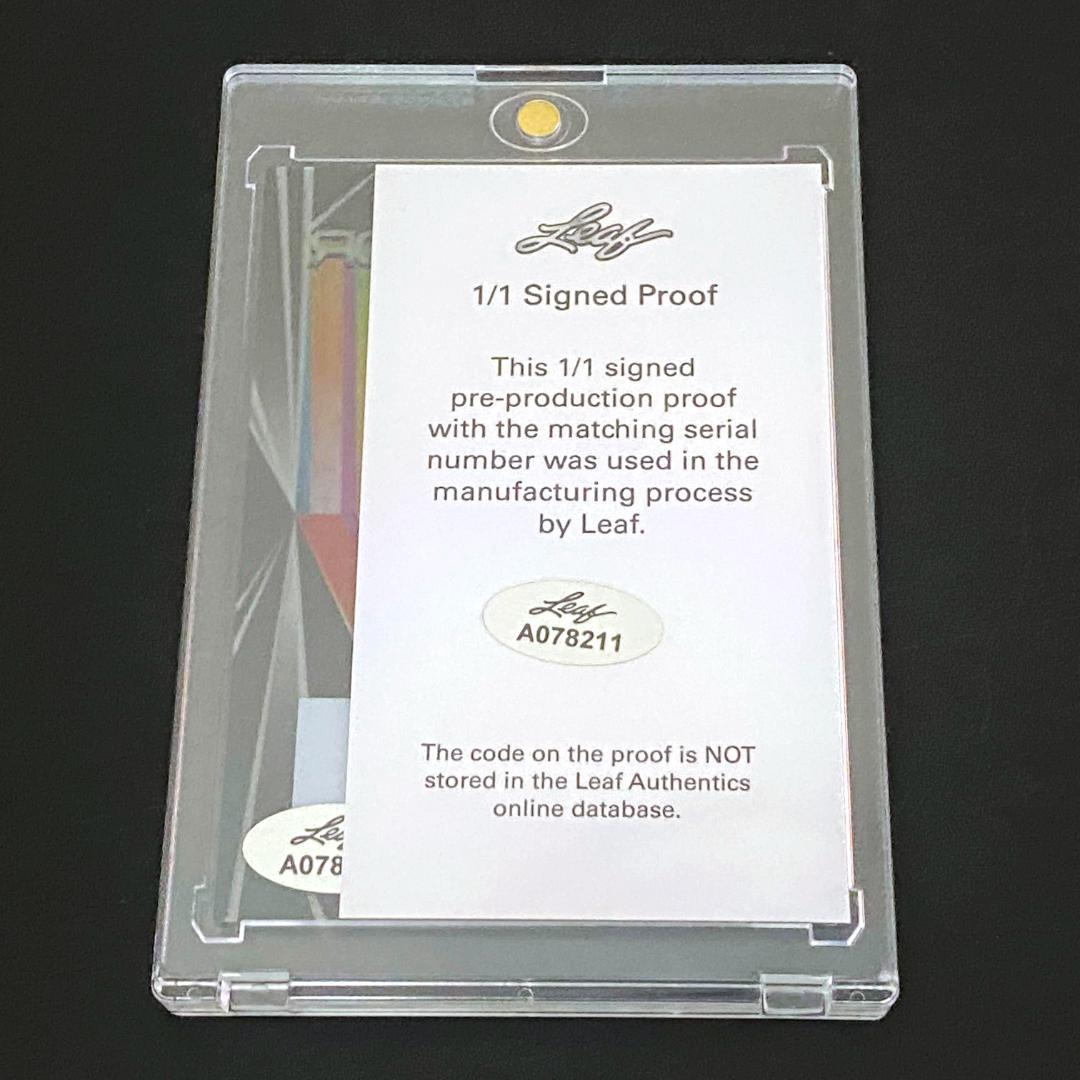 Leaf
1/1 Signed Proof
This 1/1 signed
pre-production proof
with the matching serial
number was used in the
manufacturing process
by Leaf.
Leaf
A078211
The code on the proof is NOT
stored in the Leaf Authentics
online database.
Lea
A078